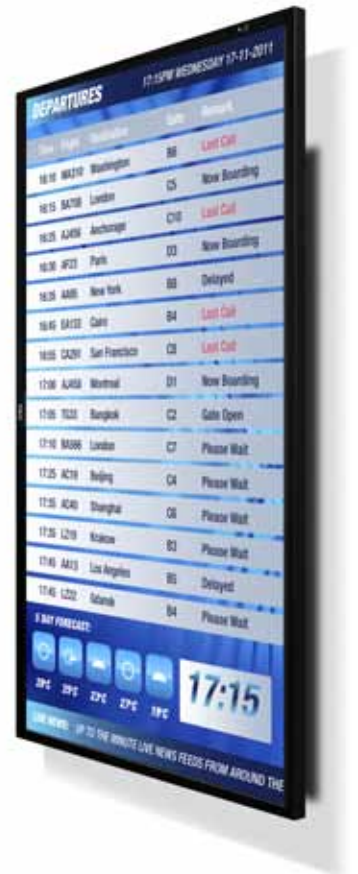 DEPARTURES 17:15PM WEDNESDAY 17-11-2011
Time Flight Destination Gate Remark
16:10 MA310 Washington B6 Last Call
16:15 BA708 London C5 Now Boarding
16:25 AJ456 Anchorage C10 Last Call
16:30 AF23 Paris D3 Now Boarding
16:35 AA95 New York B8 Delayed
16:45 EA133 Cairo B4 Last Call
16:55 CA291 San Francisco C8 Last Call
17:00 AJ458 Montreal D1 Now Boarding
17:05 TG33 Bangkok C2 Gate Open
17:10 BA566 London C7 Please Wait
17:25 AC19 Beijing C4 Please Wait
17:35 AC40 Shanghai C6 Please Wait
17:35 LZ19 Krakow B3 Please Wait
17:45 AA13 Los Angeles B5 Delayed
17:45 LZ22 Gdansk B4 Please Wait
5 DAY FORECAST:
23°C 27°C 19°C
17:15
LIVE NEWS: UP TO THE MINUTE LIVE NEWS FEEDS FROM AROUND THE